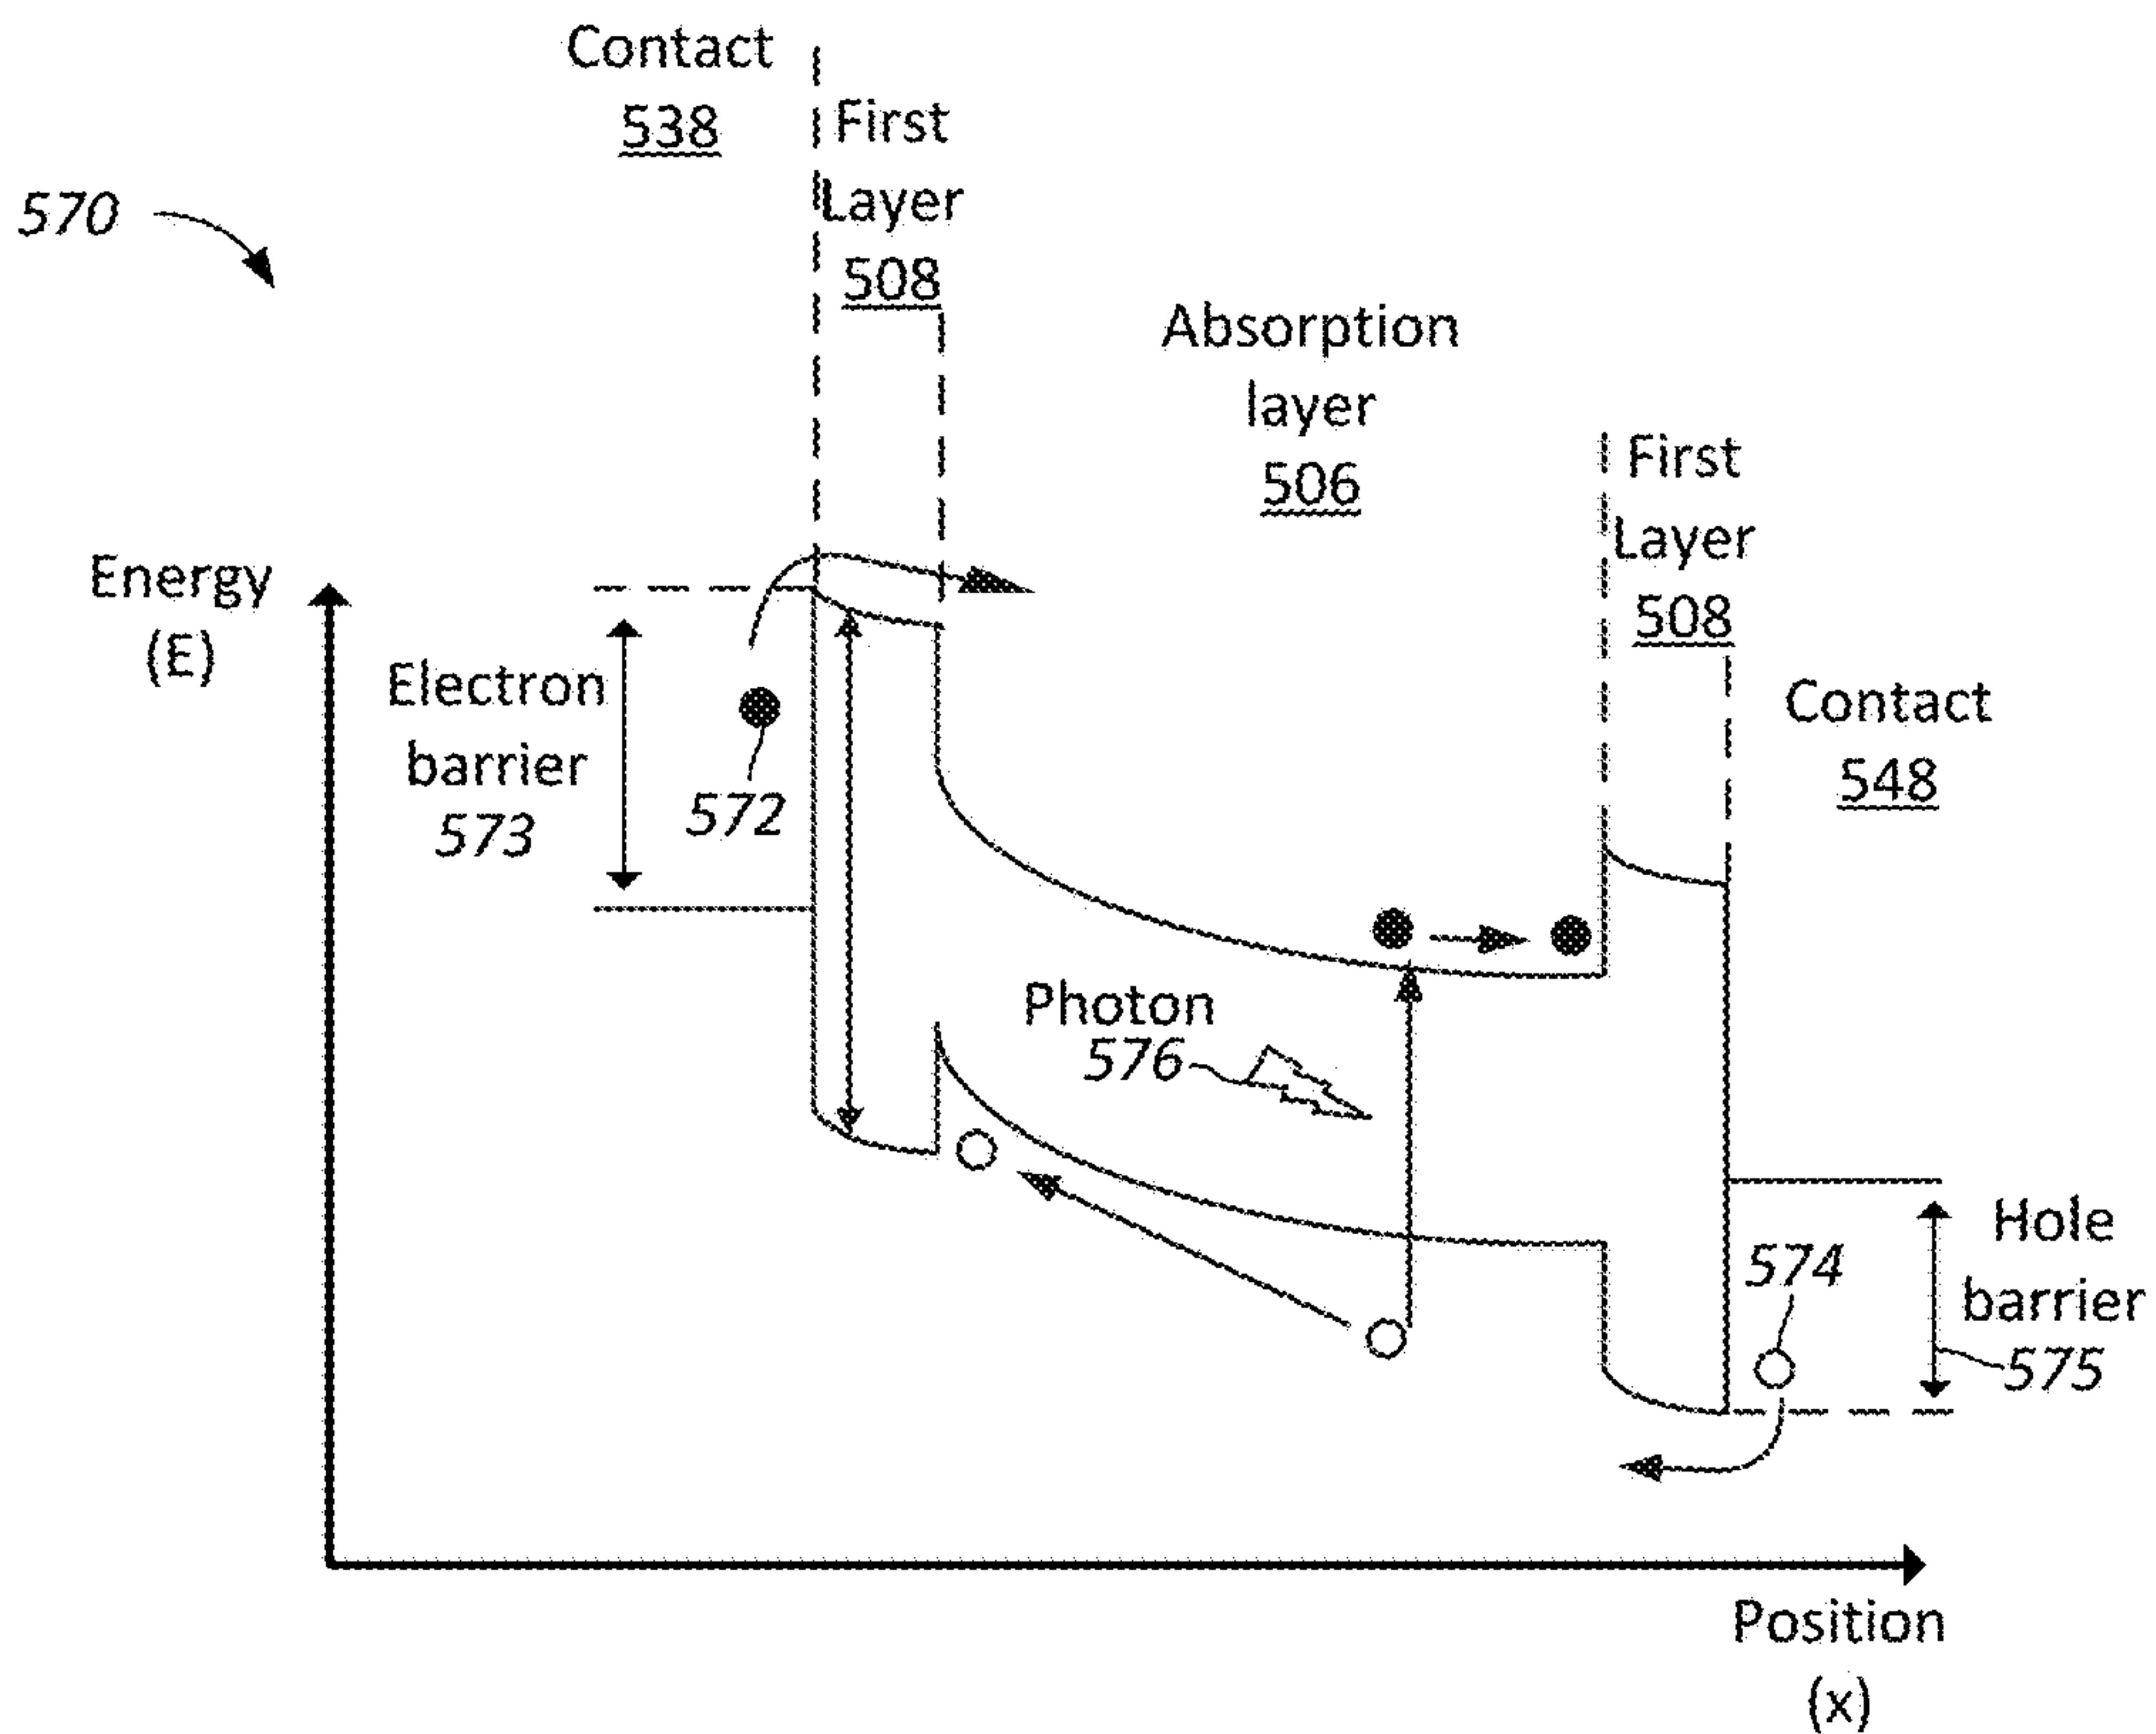 Contact
538
First
Layer
508
570
Absorption
layer
506
First
Layer
508
Contact
548
Energy
(E)
Electron
barrier
573
572
Photon
576
Hole
barrier
575
574
Position
(x)